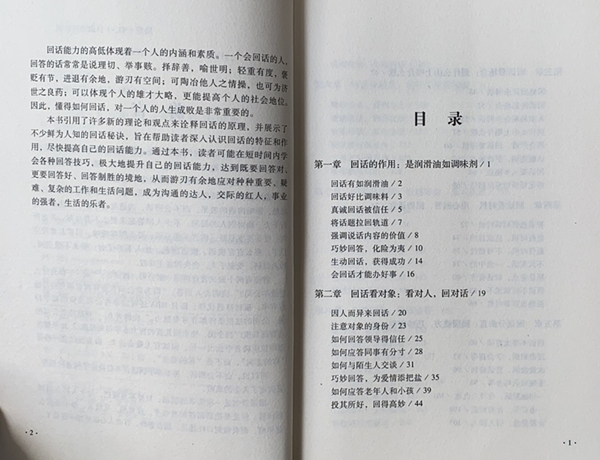 回话能力的高低体现着一个人的内涵和素质。一个会回话的人，
回答的话常常是说理切、举事赅、择辞善、喻世明；轻重有度，褒
贬有节，进退有余地，游刃有空间；可陶冶他人之情操，也可为济
世之良药；可以体现个人的雄才大略，更能提高个人的社会地位。
因此，懂得如何回话，对一个人的人生成败是非常重要的。
本书引用了许多新的理论和观点来诠释回话的原理，并展示了
不少鲜为人知的回话秘诀，旨在帮助读者深入认识回话的特征和作
用，尽快提高自己的回话能力。通过本书，读者可能在短时间内学
会各种回答技巧，极大地提升自己的回话能力，达到既要回答对、
更要回答好、回答制胜的境地，从而游刃有余地应对种种重要、疑
难、复杂的工作和生活问题，成为沟通的达人，交际的红人，事业
的强者，生活的乐者。
·2·
目 录
第一章 回话的作用：是润滑油如调味剂 / 1
回话有如润滑油 / 2
回话好比调味料 / 3
真诚回话被信任 / 5
将话题拉回轨道 / 7
强调说话内容的价值 / 8
巧妙回答，化险为夷 / 10
生动回话，获得成功 / 14
会回话才能办好事 / 16
第二章 回话看对象：看对人、回对话 / 19
因人而异来回话 / 20
注意对象的身份 / 23
如何回答领导得信任 / 25
如何应答同事有分寸 / 28
如何与陌生人交谈 / 31
巧妙回答，为爱情添把盐 / 35
如何应答老年人和小孩 / 39
投其所好，回得高妙 / 44
·1·